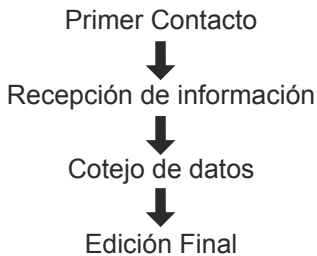 Primer Contacto
Recepción de información
Cotejo de datos
Edición Final